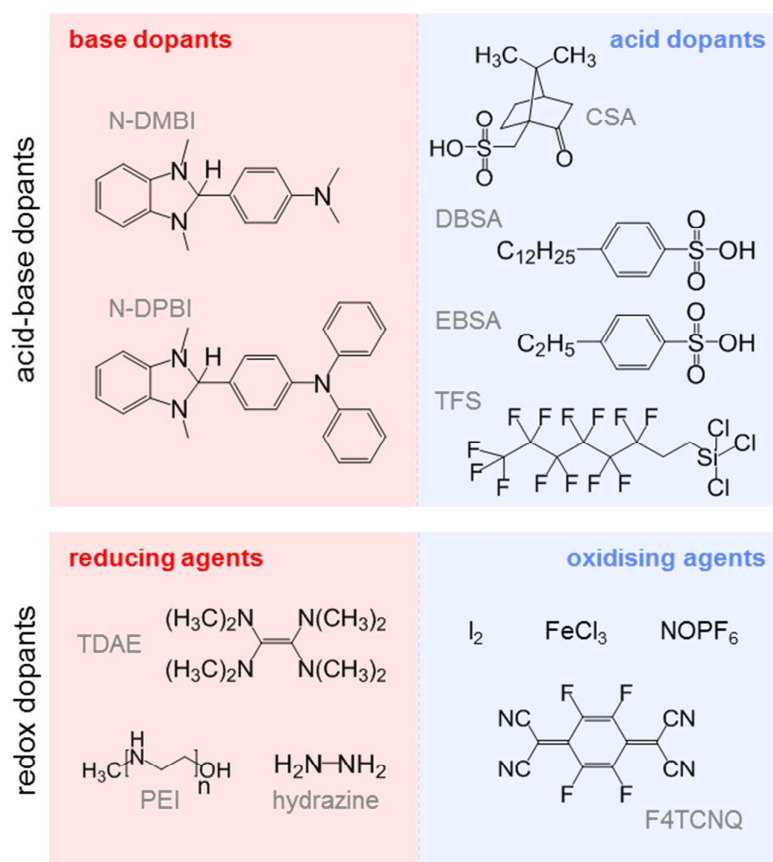 base dopants
acid dopants
acid-base dopants
N-DMBI
N
H
N
N
N-DPBI
N
H
N
N
H₃C CH₃
CSA
HO S O O O
DBSA
C₁₂H₂₅ S OH
O O
EBSA
C₂H₅ S OH
O O
TFS
F F F F F F F
F F F F F F
Si Cl Cl Cl
reducing agents
oxidising agents
redox dopants
TDAE
(H₃C)₂N N(CH₃)₂
(H₃C)₂N N(CH₃)₂
I₂ FeCl₃ NOPF₆
H₃C [ H N ] n OH
PEI
H₂N NH₂
hydrazine
F F
NC CN
NC CN
F F
F4TCNQ